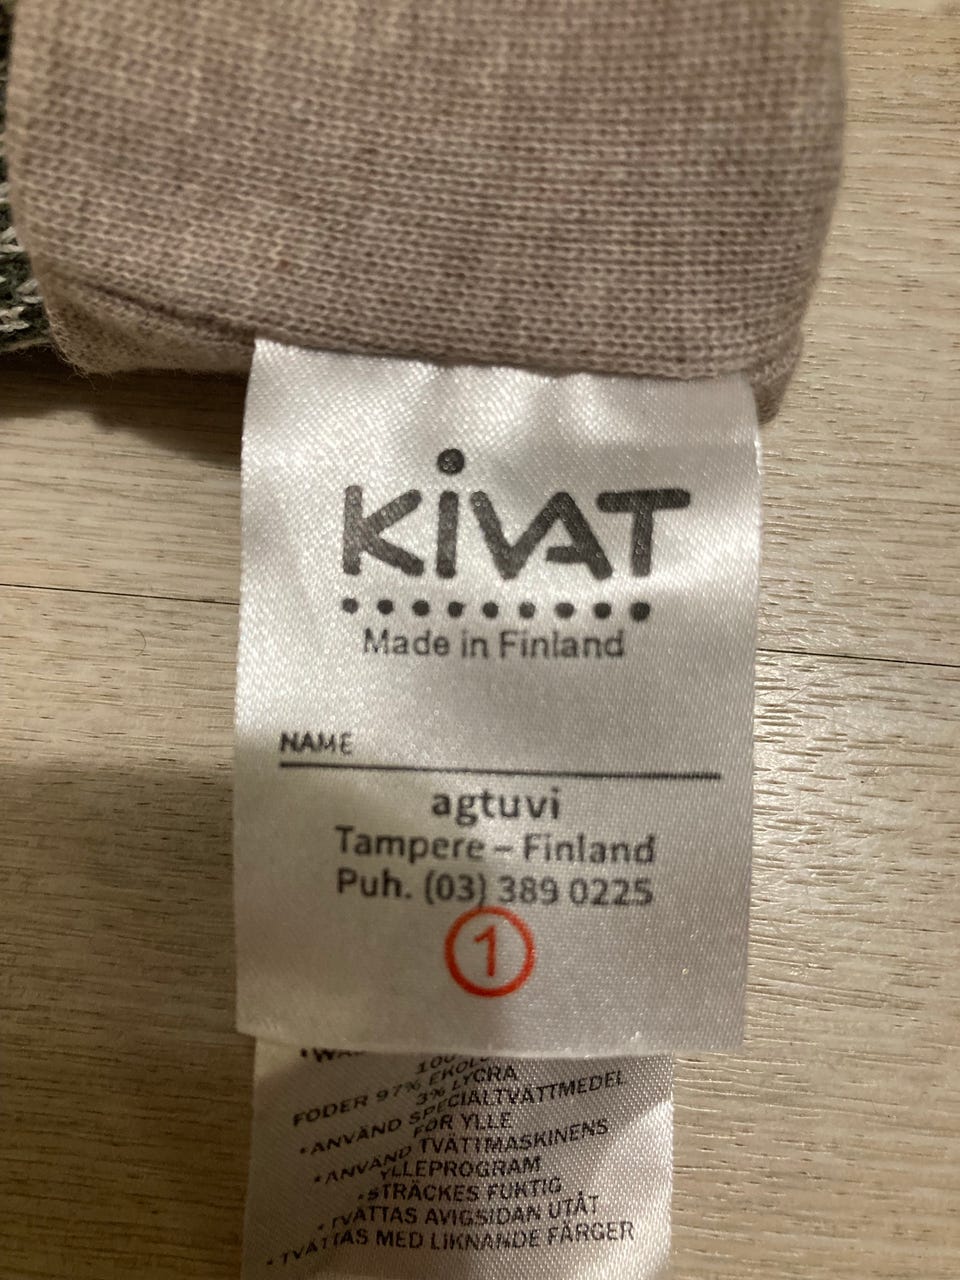 KiVAT
Made in Finland
NAME
agtuvi
Tampere – Finland
Puh. (03) 389 0225
1
100
FODER 97% EKOL
3% LYCRA
•ANVÄND SPECIALTVÄTTMEDEL
FÖR YLLE
•ANVÄND TVÄTTMASKINENS
YLLEPROGRAM
•STRÄCKES FUKTIG
•TVÄTTAS AVIGSIDAN UTÅT
•TVÄTTAS MED LIKNANDE FÄRGER